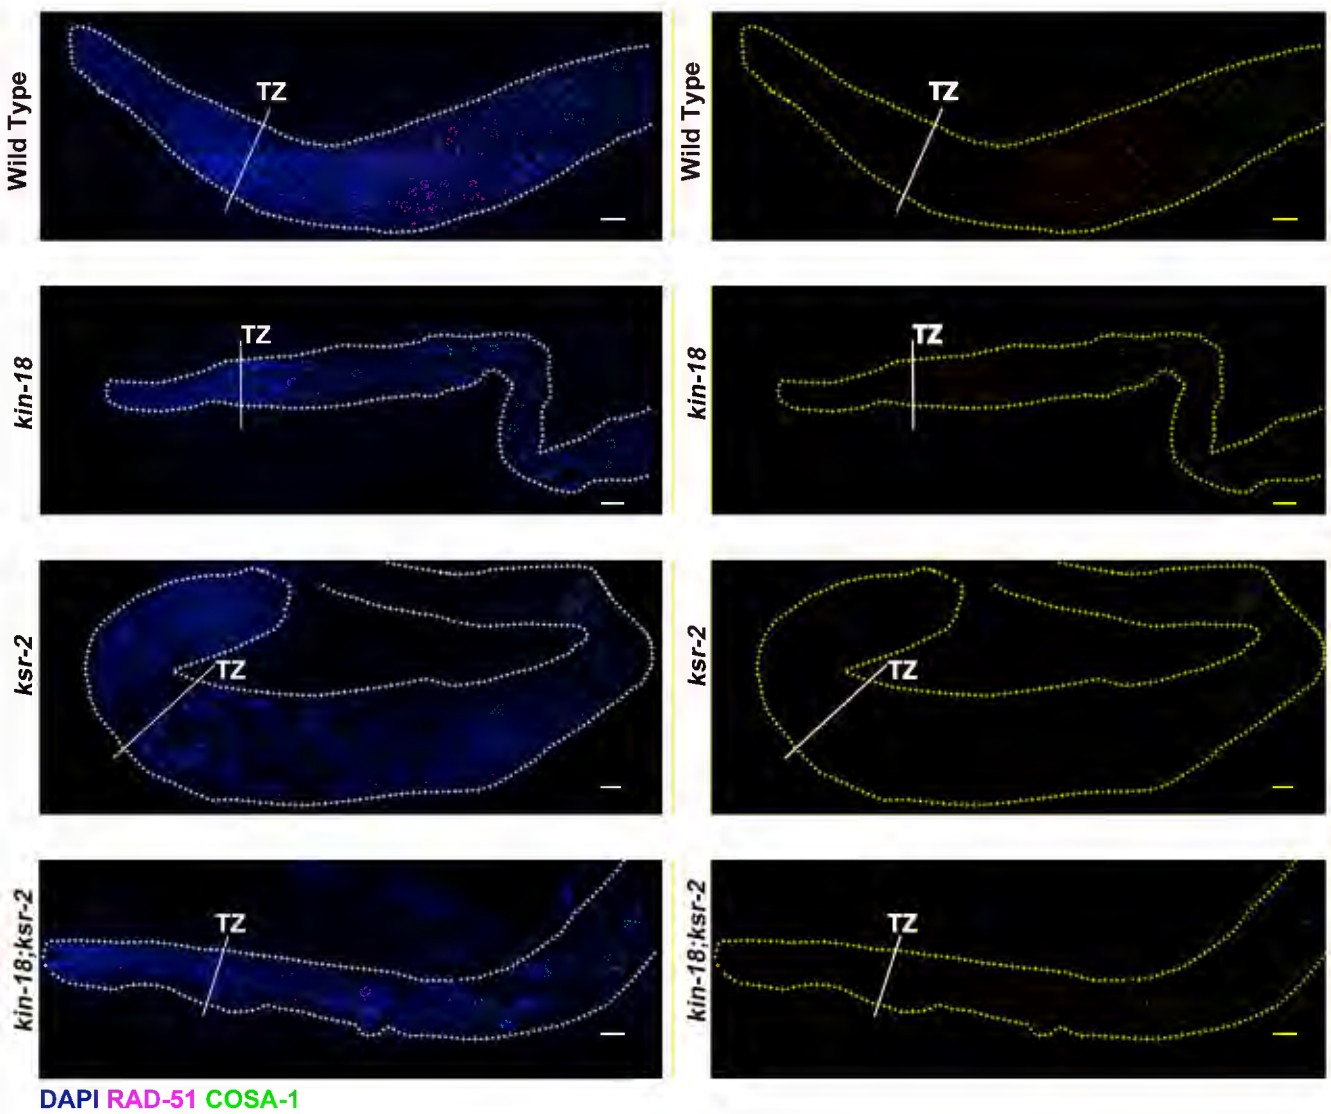 Wild Type
TZ
Wild Type
TZ
kin-18
TZ
kin-18
TZ
ksr-2
TZ
ksr-2
TZ
kin-18;ksr-2
TZ
kin-18;ksr-2
TZ
DAPI RAD-51 COSA-1